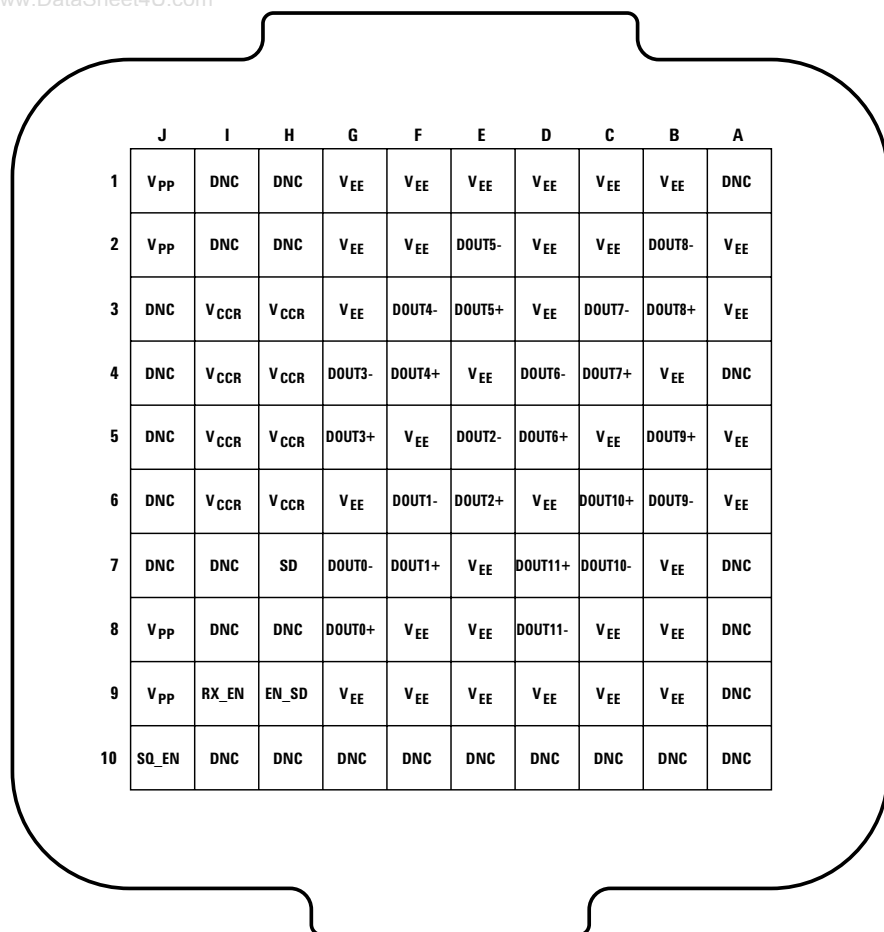 www.DataSheet4U.com
J I H G F E D C B A
1 VPP DNC DNC VEE VEE VEE VEE VEE VEE DNC
2 VPP DNC DNC VEE VEE DOUT5- VEE VEE DOUT8- VEE
3 DNC VCCR VCCR VEE DOUT4- DOUT5+ VEE DOUT7- DOUT8+ VEE
4 DNC VCCR VCCR DOUT3- DOUT4+ VEE DOUT6- DOUT7+ VEE DNC
5 DNC VCCR VCCR DOUT3+ VEE DOUT2- DOUT6+ VEE DOUT9+ VEE
6 DNC VCCR VCCR VEE DOUT1- DOUT2+ VEE DOUT10+ DOUT9- VEE
7 DNC DNC SD DOUT0- DOUT1+ VEE DOUT11+ DOUT10- VEE DNC
8 VPP DNC DNC DOUT0+ VEE VEE DOUT11- VEE VEE DNC
9 VPP RX_EN EN_SD VEE VEE VEE VEE VEE VEE DNC
10 SQ_EN DNC DNC DNC DNC DNC DNC DNC DNC DNC